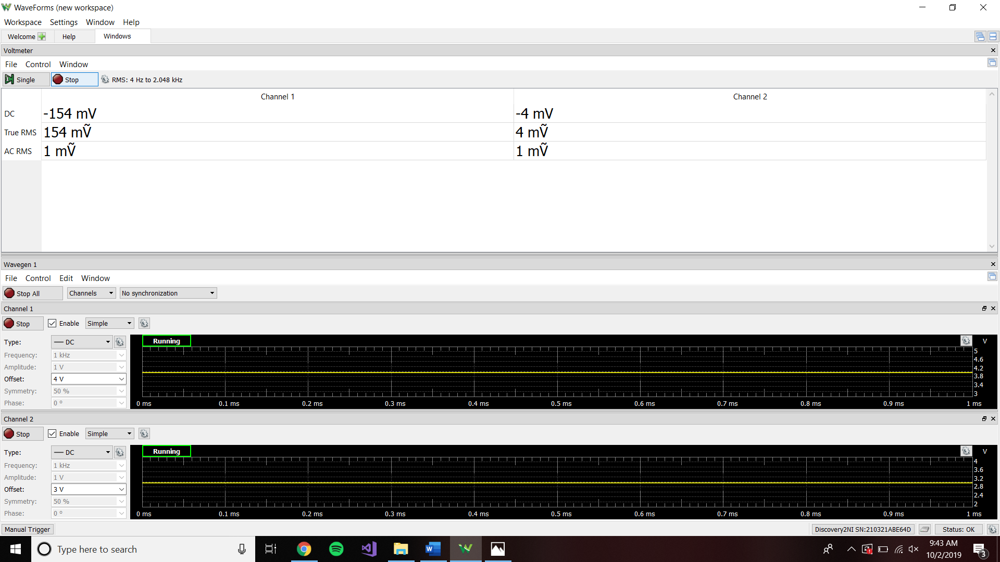 WaveForms (new workspace)
Workspace Settings Window Help
Welcome Help Windows
Voltmeter
File Control Window
Single Stop RMS: 4 Hz to 2.048 kHz
Channel 1 Channel 2
DC -154 mV -4 mV
True RMS 154 mṼ 4 mṼ
AC RMS 1 mṼ 1 mṼ
Wavegen 1
File Control Edit Window
Stop All Channels No synchronization
Channel 1
Stop Enable Simple
Type: DC Running V
Frequency: 1 kHz
Amplitude: 1 V
Offset: 4 V
Symmetry: 50 %
Phase: 0 º
5
4.6
4.2
3.8
3.4
3
0 ms 0.1 ms 0.2 ms 0.3 ms 0.4 ms 0.5 ms 0.6 ms 0.7 ms 0.8 ms 0.9 ms 1 ms
Channel 2
Stop Enable Simple
Type: DC Running V
Frequency: 1 kHz
Amplitude: 1 V
Offset: 3 V
Symmetry: 50 %
Phase: 0 º
4
3.6
3.2
2.8
2.4
2
0 ms 0.1 ms 0.2 ms 0.3 ms 0.4 ms 0.5 ms 0.6 ms 0.7 ms 0.8 ms 0.9 ms 1 ms
Manual Trigger Discovery2NI SN:210321ABE64D Status: OK
Type here to search
9:43 AM
10/2/2019
3